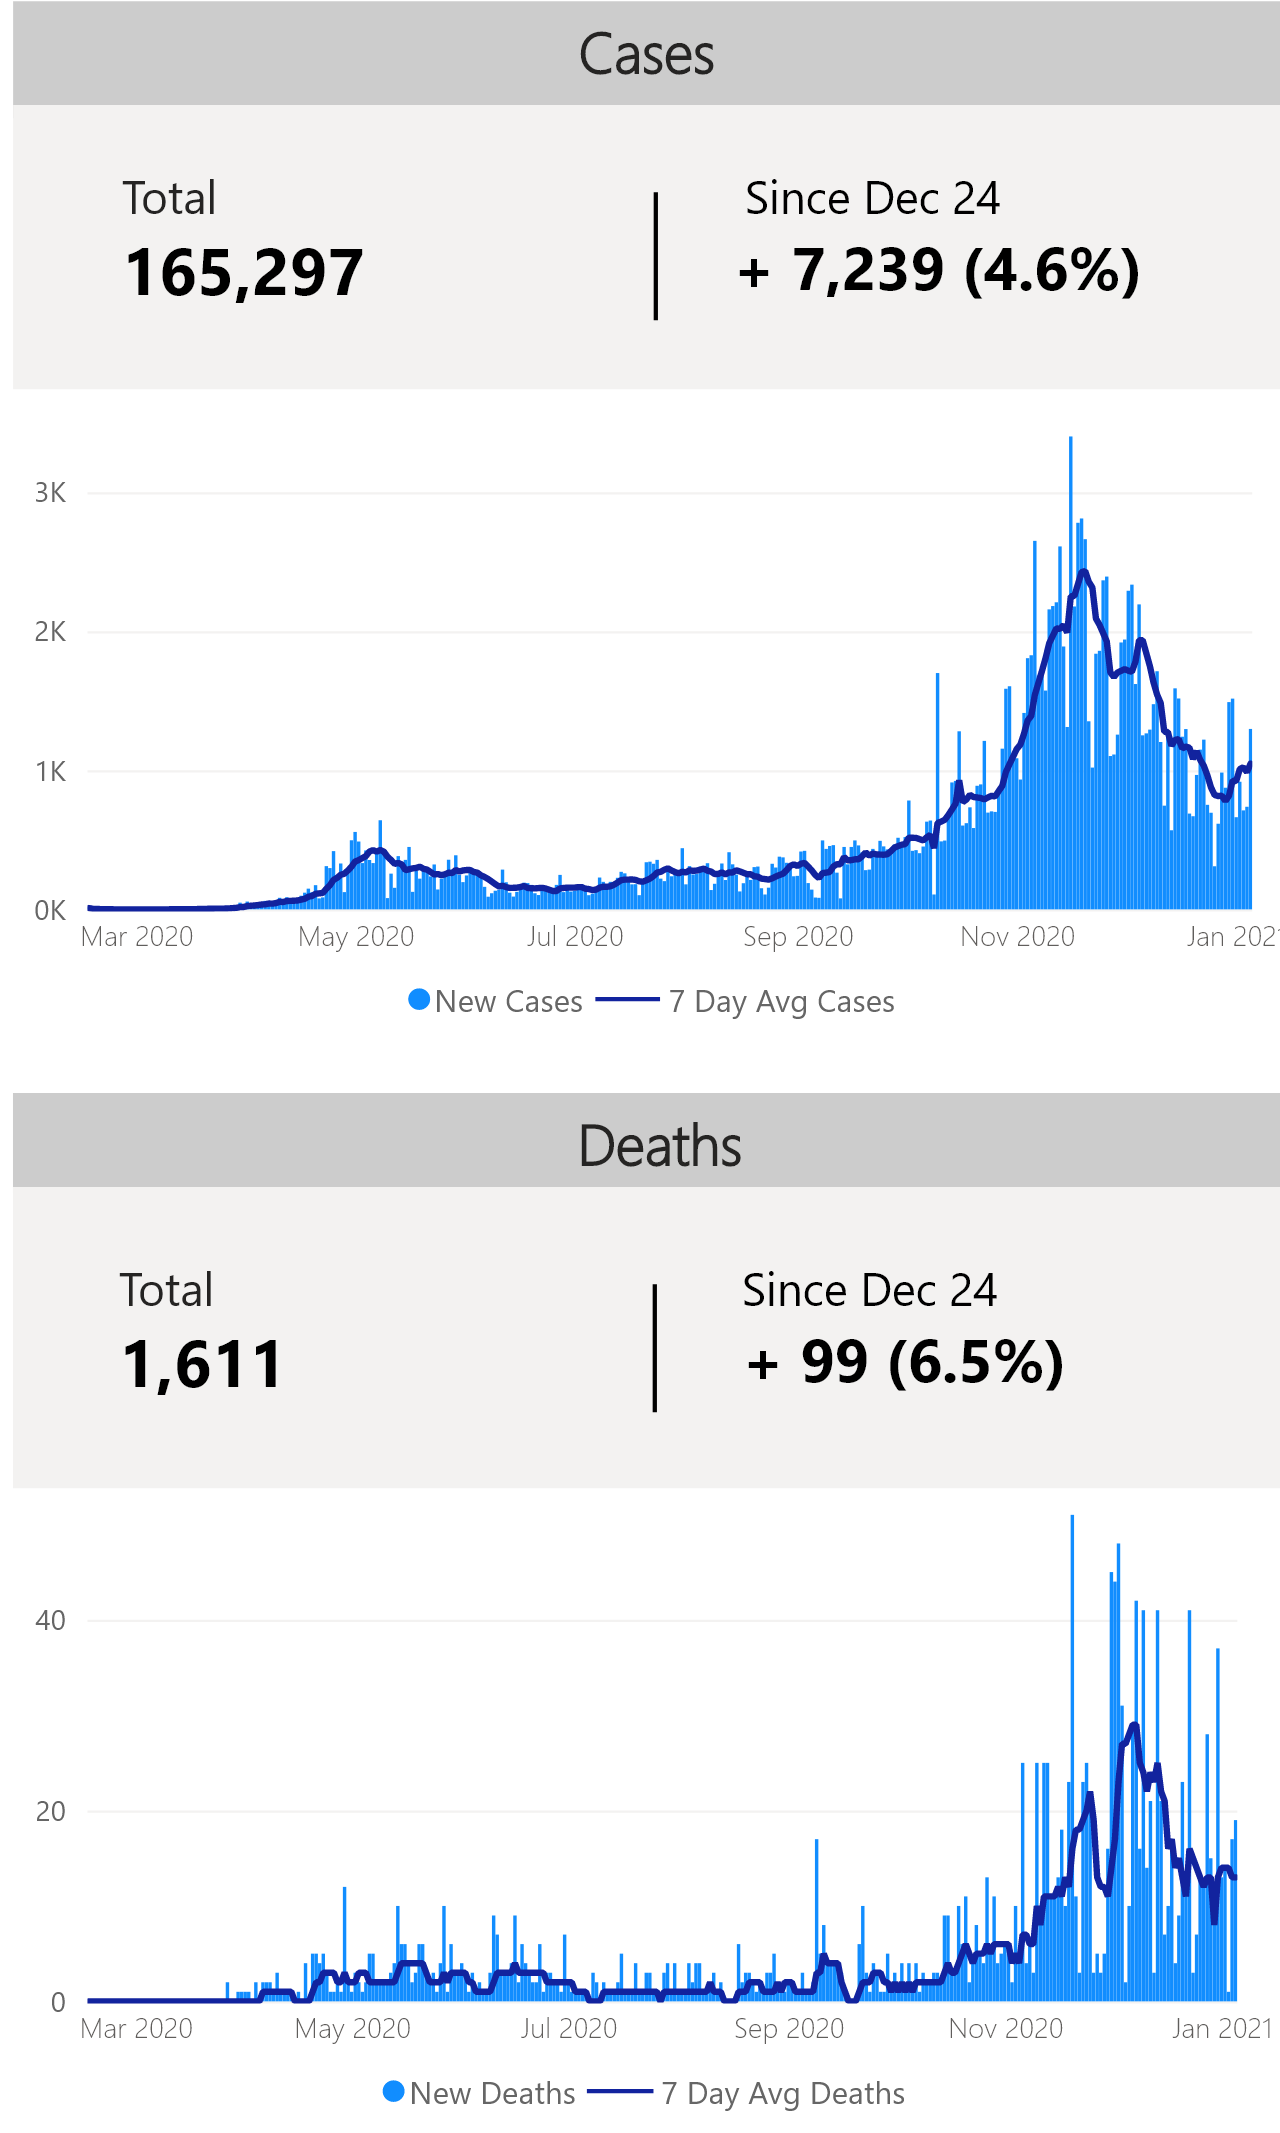 Cases
Total
Since Dec 24
165,297
+ 7,239 (4.6%)
3K
2K
1K
0K
Mar 2020 May 2020 Jul 2020 Sep 2020 Nov 2020 Jan 2021
New Cases 7 Day Avg Cases
Deaths
Total
Since Dec 24
1,611
+ 99 (6.5%)
40
20
0
Mar 2020 May 2020 Jul 2020 Sep 2020 Nov 2020 Jan 2021
New Deaths 7 Day Avg Deaths